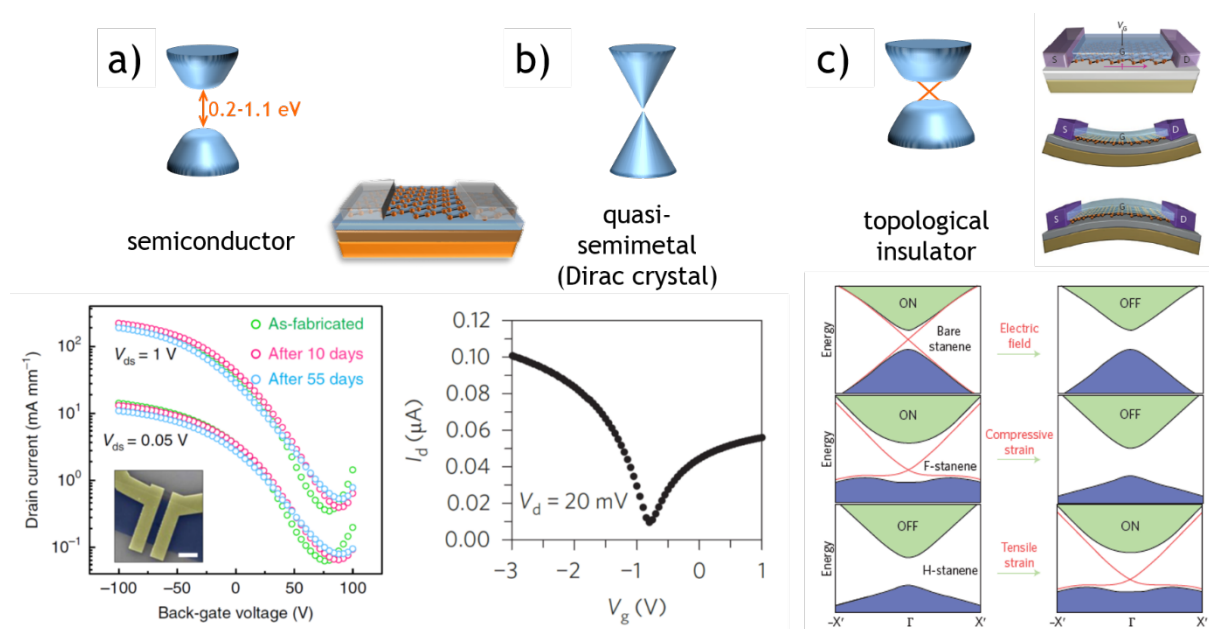 a)
0.2-1.1 eV
semiconductor
b)
quasi-
semimetal
(Dirac crystal)
c)
topological
insulator
V_G
S
G
D
S
G
D
S
G
D
Drain current (mA mm⁻¹)
10²
10¹
10⁰
10⁻¹
As-fabricated
After 10 days
After 55 days
V_ds = 1 V
V_ds = 0.05 V
−100
−50
0
50
100
Back-gate voltage (V)
I_d (μA)
0.12
0.10
0.08
0.06
0.04
0.02
0.00
V_d = 20 mV
−3
−2
−1
0
1
V_g (V)
Energy
ON
Bare
stanene
Electric
field
OFF
Energy
ON
F-stanene
Compressive
strain
OFF
Energy
OFF
H-stanene
Tensile
strain
ON
−X′
Γ
X′
−X′
Γ
X′